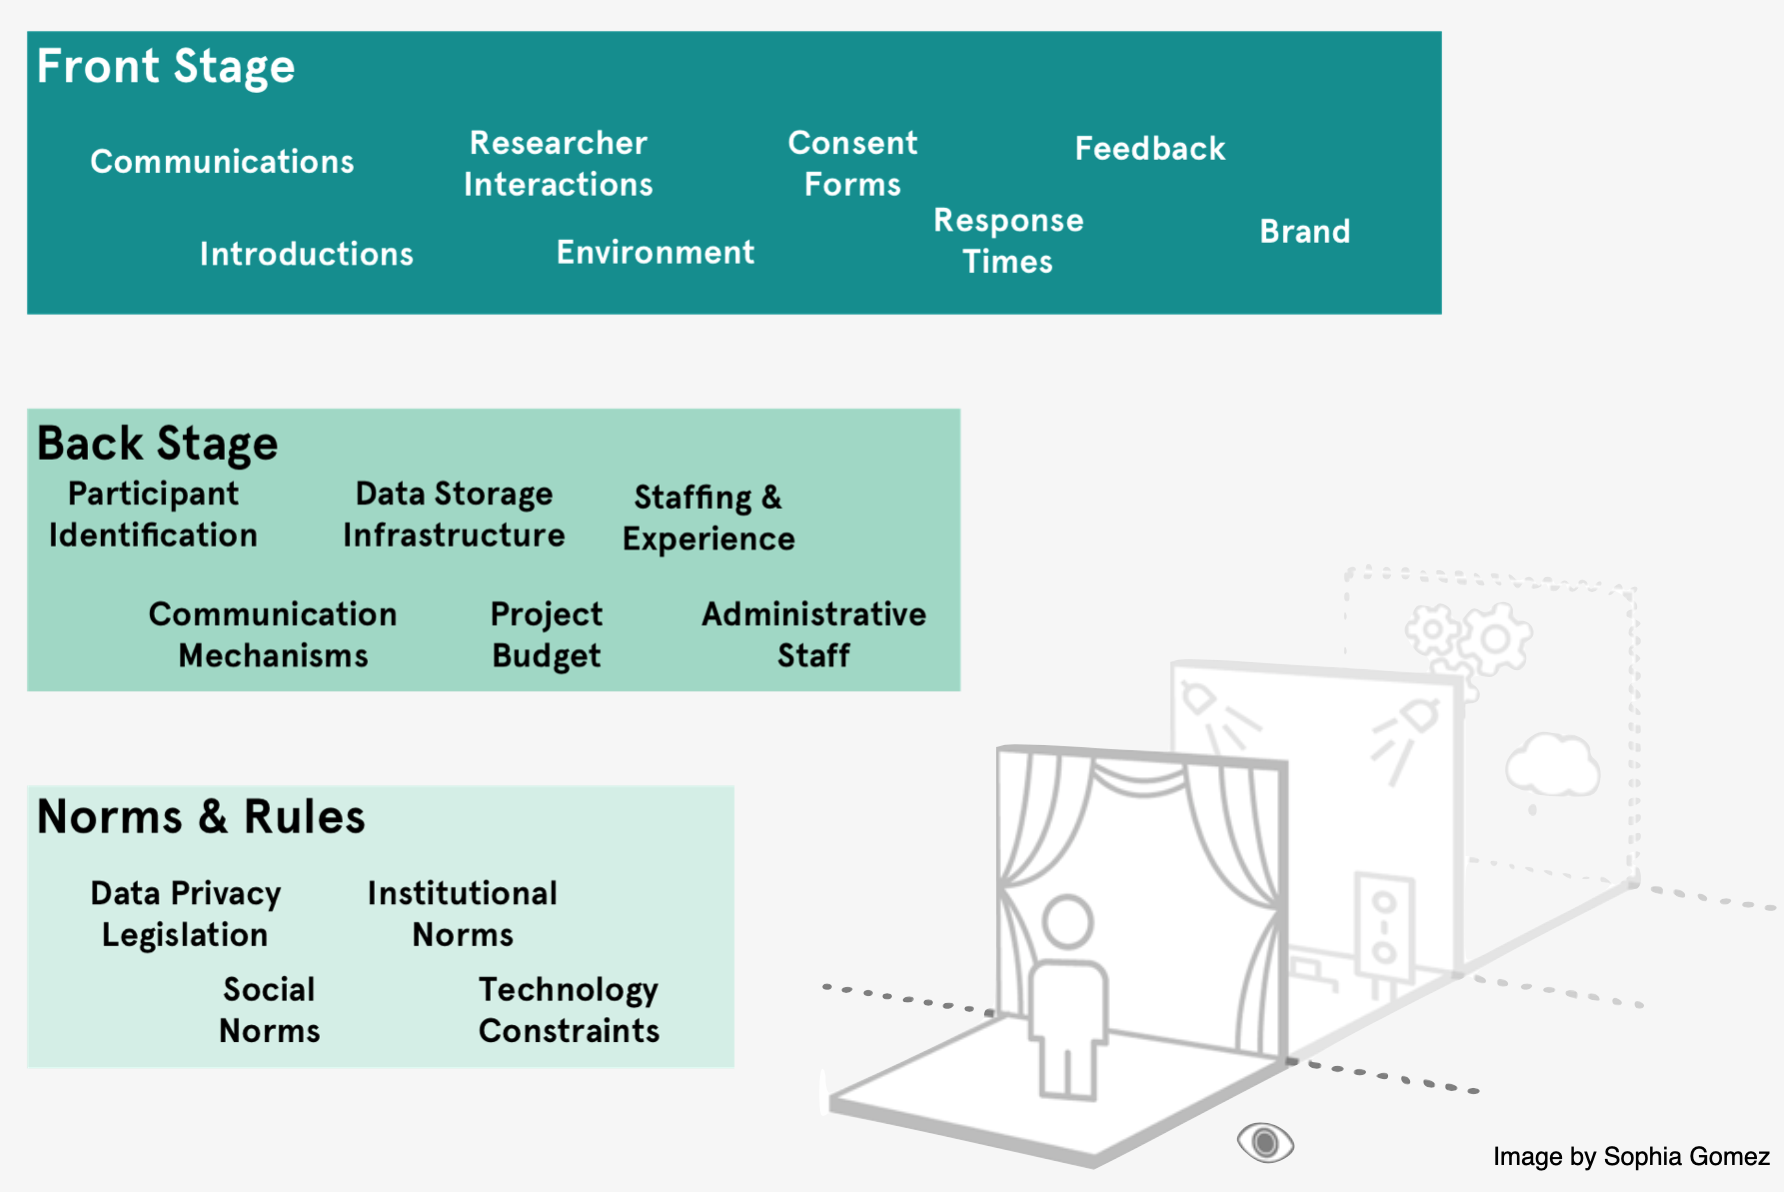 Front Stage
Communications
Researcher
Interactions
Consent
Forms
Feedback
Introductions
Environment
Response
Times
Brand
Back Stage
Participant
Identification
Data Storage
Infrastructure
Staffing &
Experience
Communication
Mechanisms
Project
Budget
Administrative
Staff
Norms & Rules
Data Privacy
Legislation
Institutional
Norms
Social
Norms
Technology
Constraints
Image by Sophia Gomez